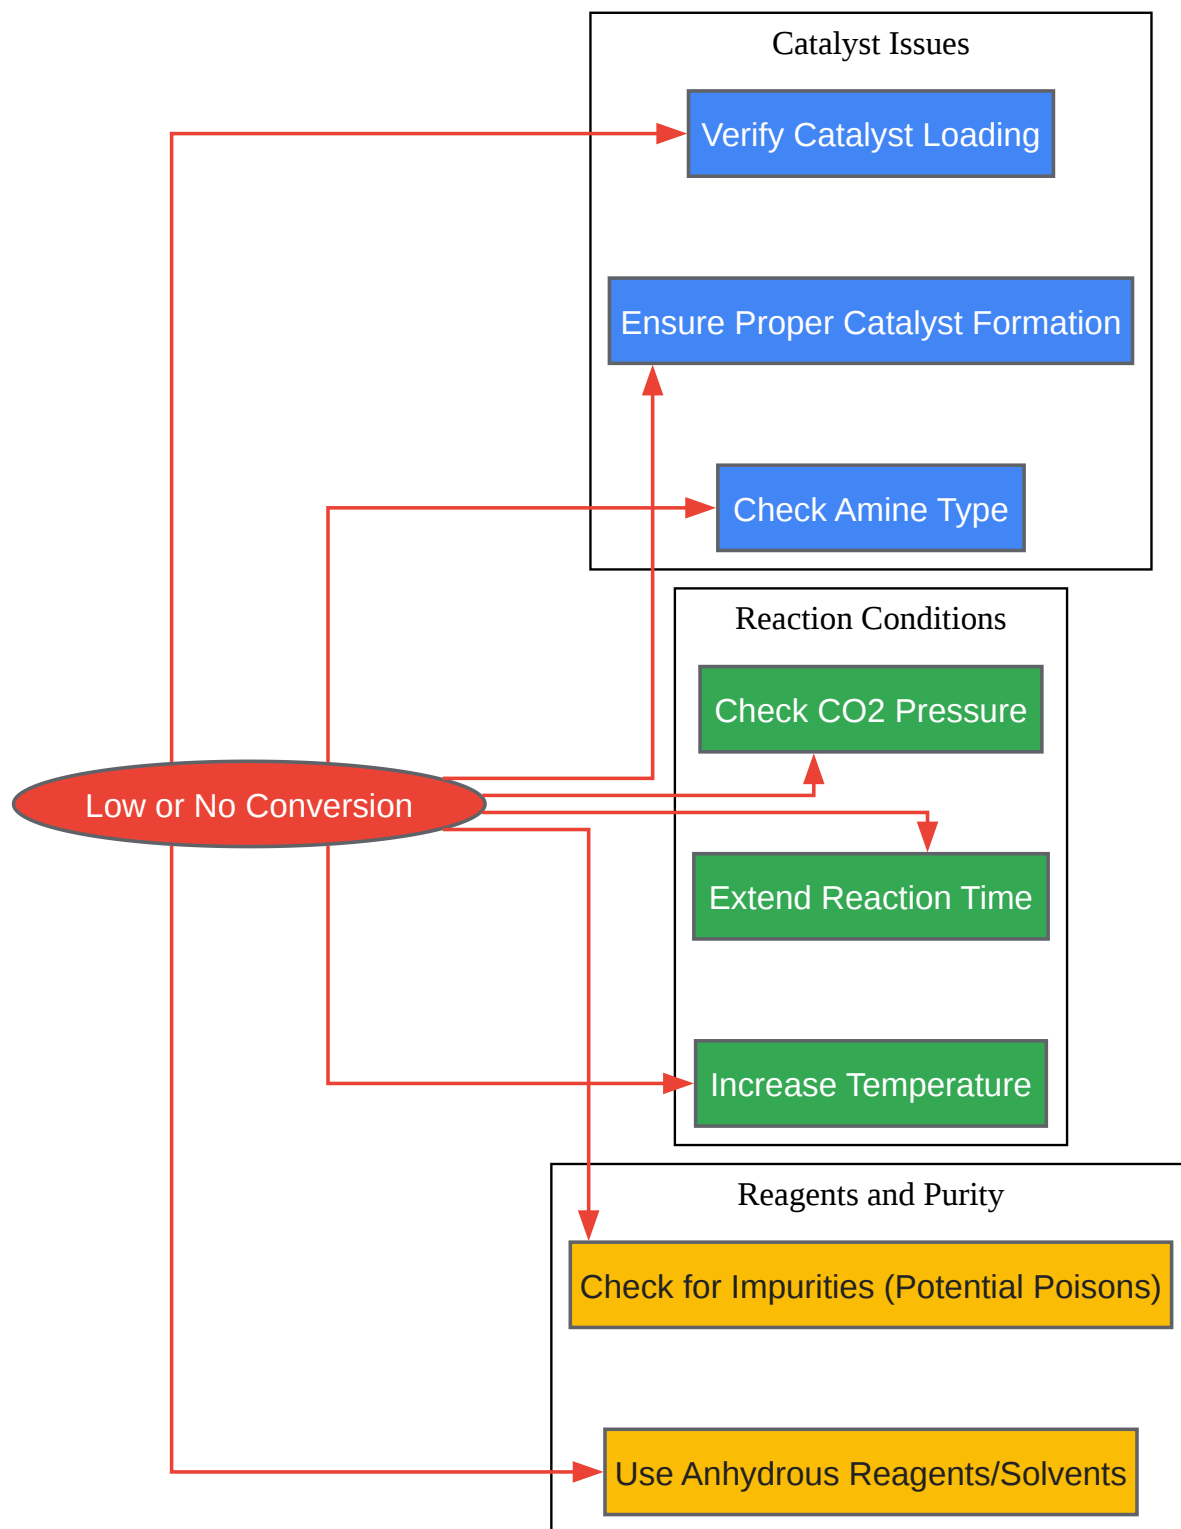 Catalyst Issues
Verify Catalyst Loading
Ensure Proper Catalyst Formation
Check Amine Type
Reaction Conditions
Check CO2 Pressure
Low or No Conversion
Extend Reaction Time
Increase Temperature
Reagents and Purity
Check for Impurities (Potential Poisons)
Use Anhydrous Reagents/Solvents